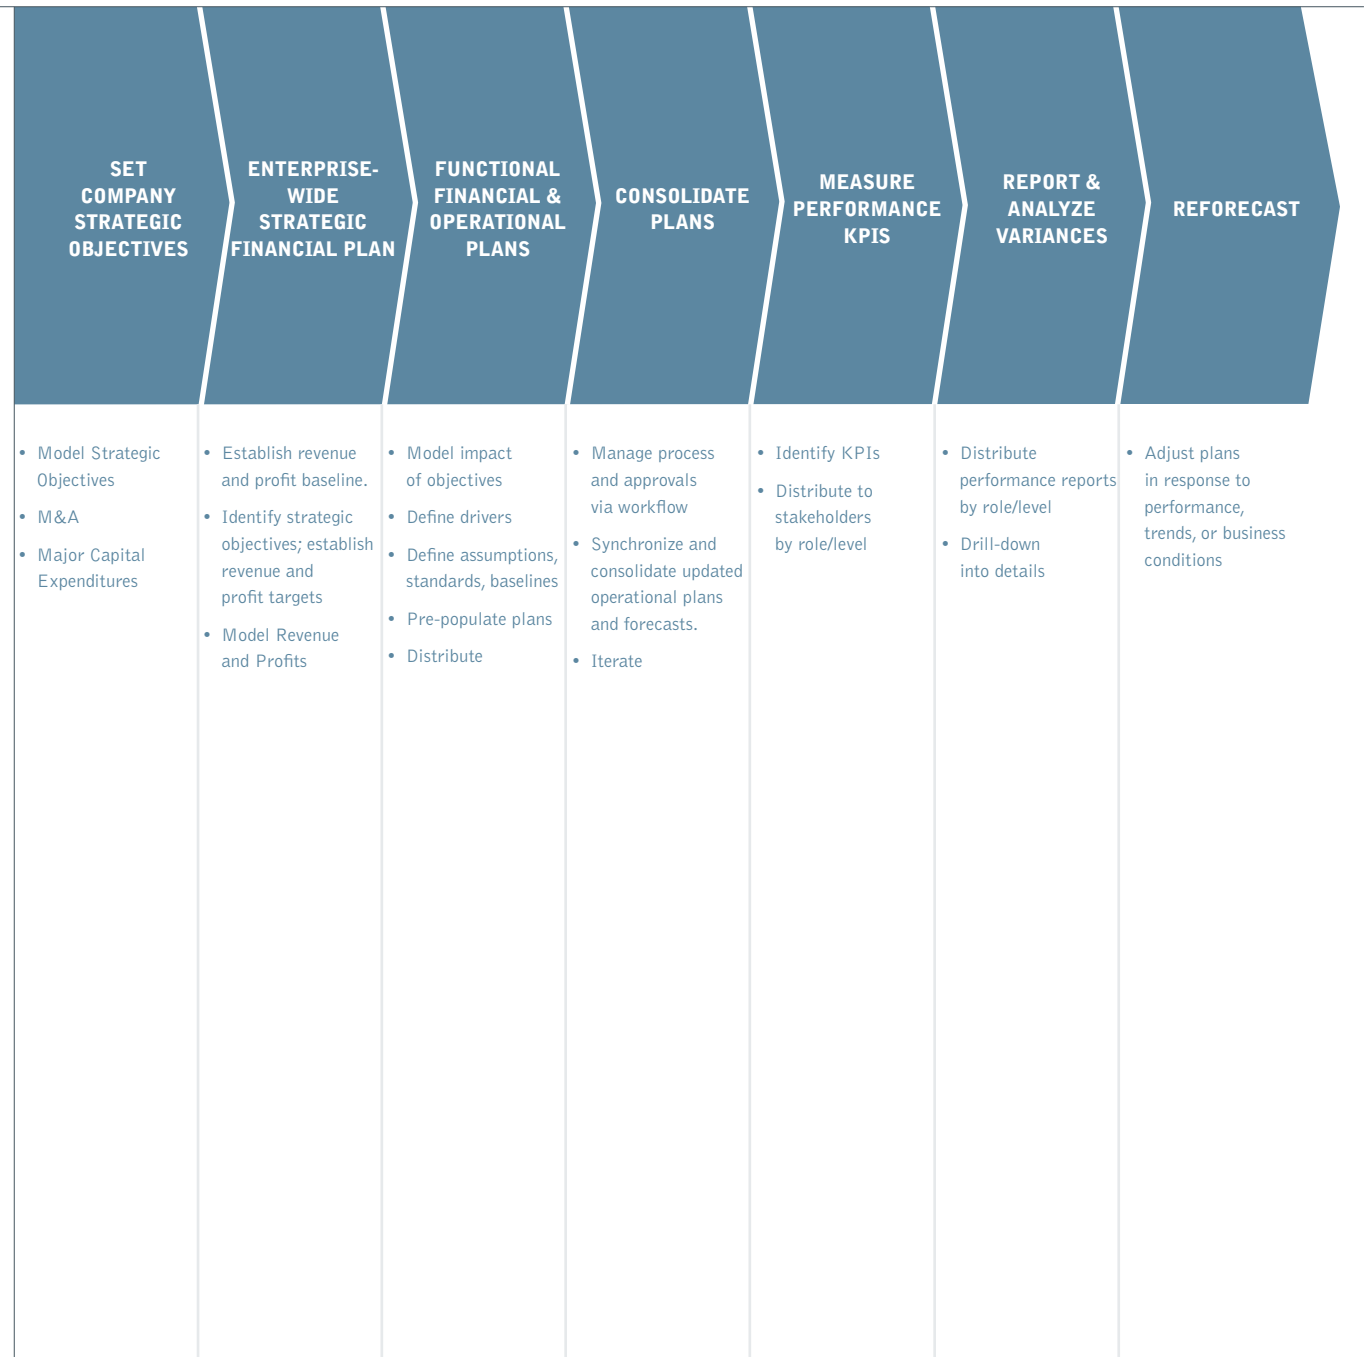 SET
COMPANY
STRATEGIC
OBJECTIVES
ENTERPRISE-
WIDE
STRATEGIC
FINANCIAL PLAN
FUNCTIONAL
FINANCIAL &
OPERATIONAL
PLANS
CONSOLIDATE
PLANS
MEASURE
PERFORMANCE
KPIS
REPORT &
ANALYZE
VARIANCES
REFORECAST
• Model Strategic
Objectives
• M&A
• Major Capital
Expenditures
• Establish revenue
and profit baseline.
• Identify strategic
objectives; establish
revenue and
profit targets
• Model Revenue
and Profits
• Model impact
of objectives
• Define drivers
• Define assumptions,
standards, baselines
• Pre-populate plans
• Distribute
• Manage process
and approvals
via workflow
• Synchronize and
consolidate updated
operational plans
and forecasts.
• Iterate
• Identify KPIs
• Distribute to
stakeholders
by role/level
• Distribute
performance reports
by role/level
• Drill-down
into details
• Adjust plans
in response to
performance,
trends, or business
conditions